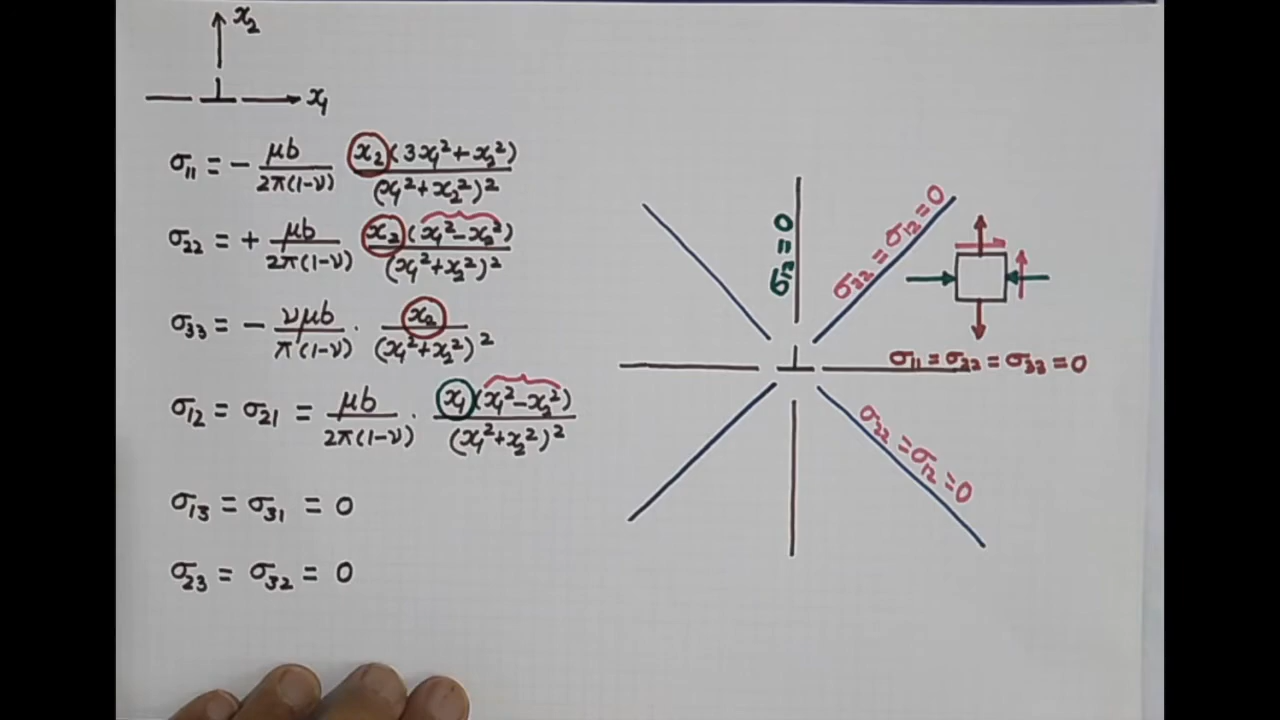 x₂
x₁
σ₁₁ = - μb / 2π(1-ν) x₂(3x₁²+x₂²) / (x₁²+x₂²)²
σ₂₂ = + μb / 2π(1-ν) x₂(x₁²-x₂²) / (x₁²+x₂²)²
σ₃₃ = - νμb / π(1-ν) · x₂ / (x₁²+x₂²)²
σ₁₂ = σ₂₁ = μb / 2π(1-ν) · x₁(x₁²-x₂²) / (x₁²+x₂²)²
σ₁₃ = σ₃₁ = 0
σ₂₃ = σ₃₂ = 0
σ₁₂ = 0
σ₂₂ = σ₁₂ = 0
σ₁₁ = σ₂₂ = σ₃₃ = 0
σ₂₂ = σ₁₂ = 0